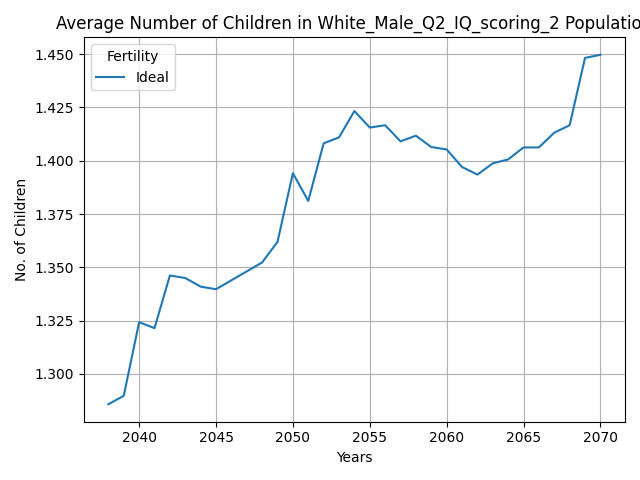 Average Number of Children in White_Male_Q2_IQ_scoring_2 Populatio
Fertility
Ideal
No. of Children
1.450
1.425
1.400
1.375
1.350
1.325
1.300
2040 2045 2050 2055 2060 2065 2070
Years